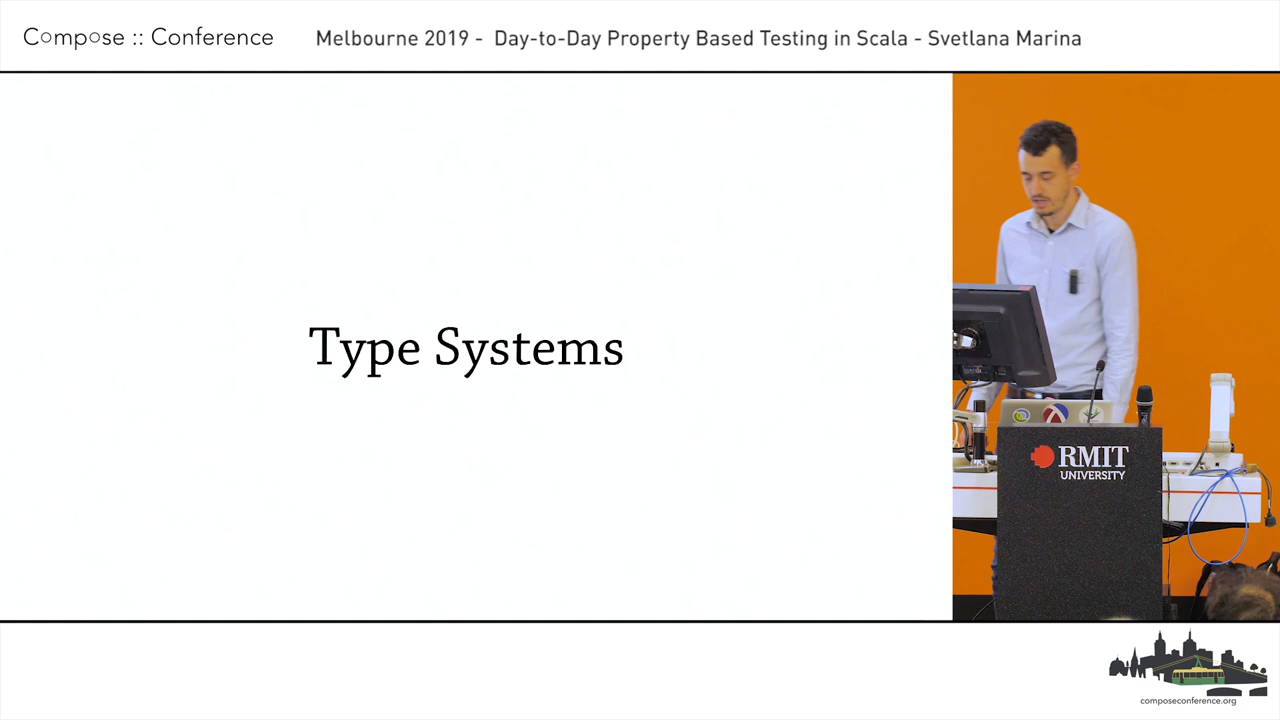 Compose :: Conference
Melbourne 2019 - Day-to-Day Property Based Testing in Scala - Svetlana Marina
Type Systems
RMIT
UNIVERSITY
composeconference.org